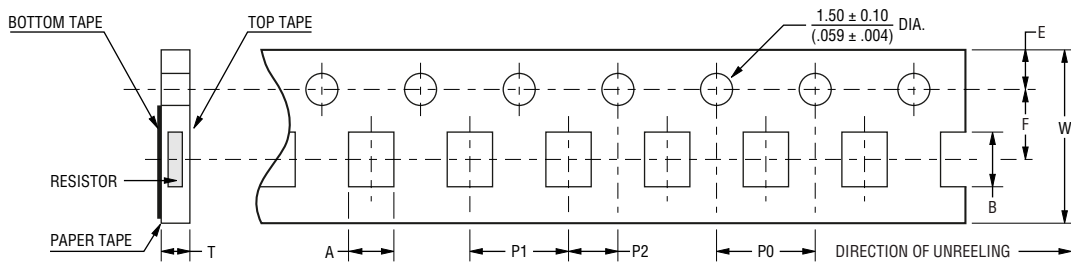 BOTTOM TAPE
TOP TAPE
1.50 ± 0.10
(.059 ± .004)
DIA.
E
F
W
RESISTOR
B
PAPER TAPE
T
A
P1
P2
P0
DIRECTION OF UNREELING